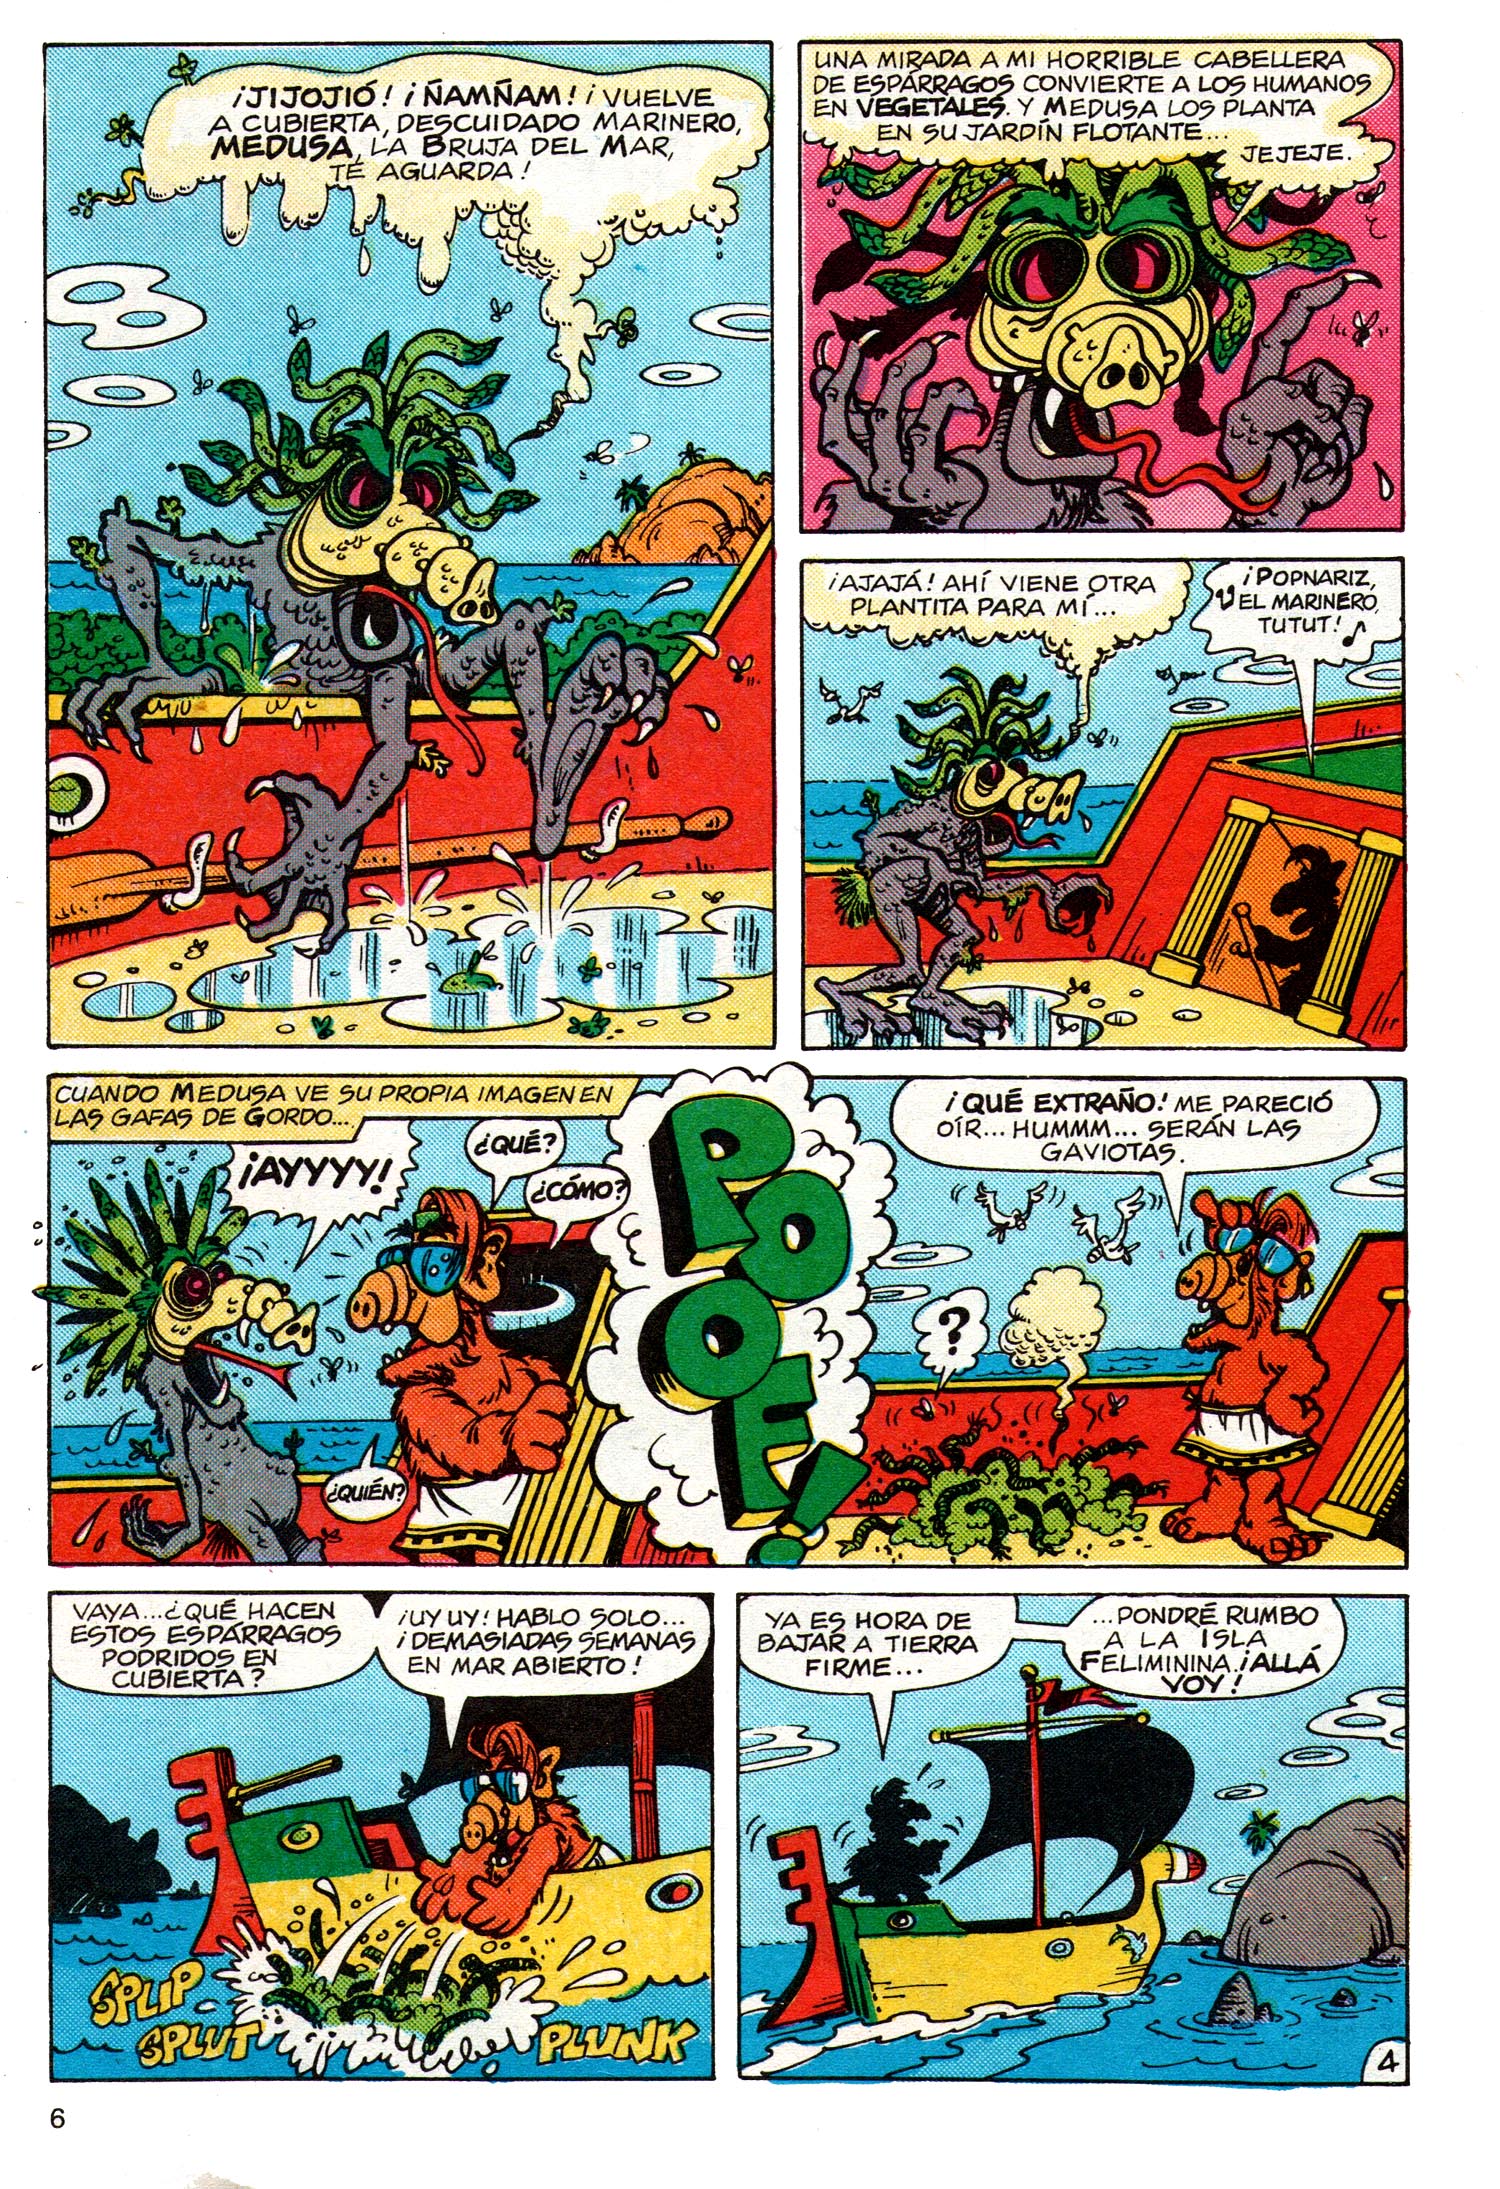 ¡JIJOJIÓ! ¡ÑAMÑAM! ¡VUELVE
A CUBIERTA, DESCUIDADO MARINERO,
MEDUSA, LA BRUJA DEL MAR,
TE AGUARDA!
UNA MIRADA A MI HORRIBLE CABELLERA
DE ESPÁRRAGOS CONVIERTE A LOS HUMANOS
EN VEGETALES. Y MEDUSA LOS PLANTA
EN SU JARDÍN FLOTANTE...
JEJEJE.
¡AJAJÁ! AHÍ VIENE OTRA
PLANTITA PARA MÍ...
¡POPNARIZ,
EL MARINERO,
TUTUT! ♪
CUANDO MEDUSA VE SU PROPIA IMAGEN EN
LAS GAFAS DE GORDO...
¡AYYYY!
¿QUÉ?
¿CÓMO?
¿QUIÉN?
POOF!
¡QUÉ EXTRAÑO! ME PARECIÓ
OÍR... HUMMM... SERÁN LAS
GAVIOTAS.
?
VAYA...¿QUÉ HACEN
ESTOS ESPÁRRAGOS
PODRIDOS EN
CUBIERTA?
¡UY UY! HABLO SOLO...
¡DEMASIADAS SEMANAS
EN MAR ABIERTO!
SPLIP
SPLUT
PLUNK
YA ES HORA DE
BAJAR A TIERRA
FIRME...
...PONDRÉ RUMBO
A LA ISLA
FELIMININA. ¡ALLÁ
VOY!
4
6